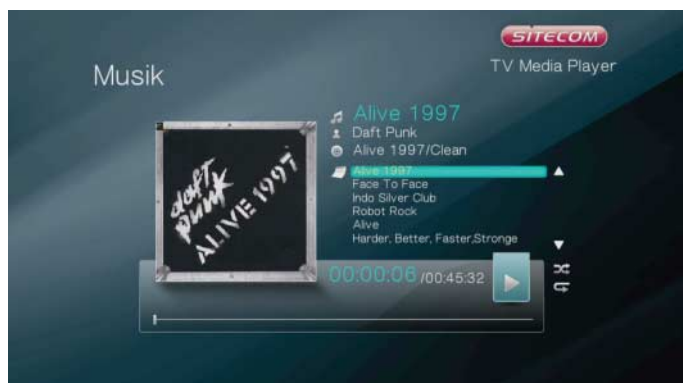 SITECOM
TV Media Player
Musik
Alive 1997
Daft Punk
Alive 1997/Clean
Alive 1997
Face To Face
Indo Silver Club
Robot Rock
Alive
Harder, Better, Faster,Stronge
daft
punk
ALIVE 1997
00:00:06 /00:45:32